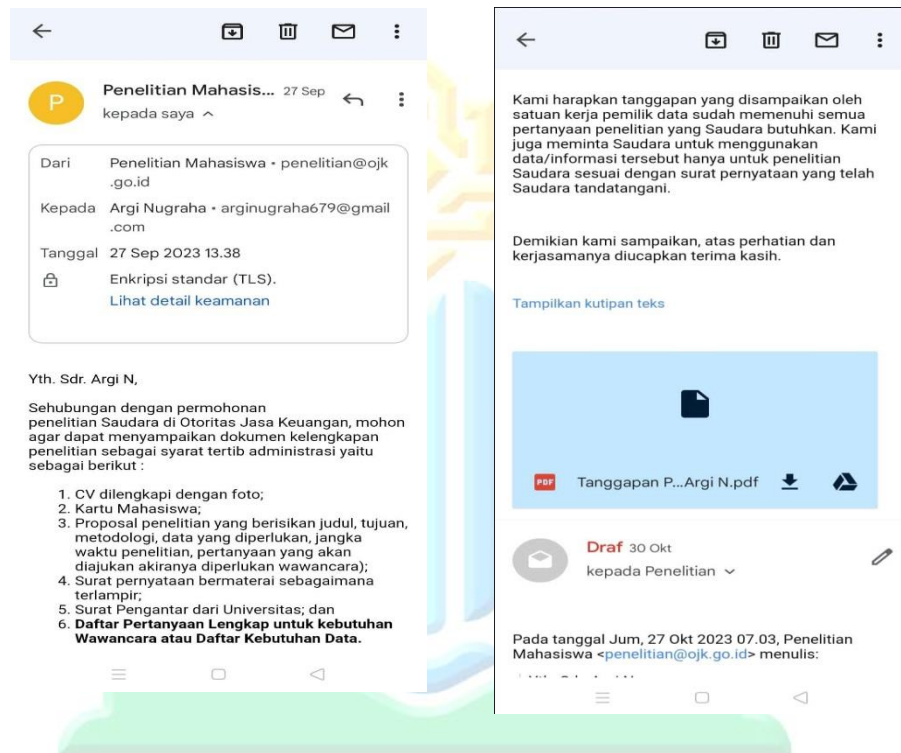 P
Penelitian Mahasis... 27 Sep
kepada saya
Dari Penelitian Mahasiswa • penelitian@ojk
.go.id
Kepada Argi Nugraha • arginugraha679@gmail
.com
Tanggal 27 Sep 2023 13.38
Enkripsi standar (TLS).
Lihat detail keamanan
Yth. Sdr. Argi N,
Sehubungan dengan permohonan
penelitian Saudara di Otoritas Jasa Keuangan, mohon
agar dapat menyampaikan dokumen kelengkapan
penelitian sebagai syarat tertib administrasi yaitu
sebagai berikut :
1. CV dilengkapi dengan foto;
2. Kartu Mahasiswa;
3. Proposal penelitian yang berisikan judul, tujuan,
metodologi, data yang diperlukan, jangka
waktu penelitian, pertanyaan yang akan
diajukan akiranya diperlukan wawancara);
4. Surat pernyataan bermaterai sebagaimana
terlampir;
5. Surat Pengantar dari Universitas; dan
6. Daftar Pertanyaan Lengkap untuk kebutuhan
Wawancara atau Daftar Kebutuhan Data.
Kami harapkan tanggapan yang disampaikan oleh
satuan kerja pemilik data sudah memenuhi semua
pertanyaan penelitian yang Saudara butuhkan. Kami
juga meminta Saudara untuk menggunakan
data/informasi tersebut hanya untuk penelitian
Saudara sesuai dengan surat pernyataan yang telah
Saudara tandatangani.
Demikian kami sampaikan, atas perhatian dan
kerjasamanya diucapkan terima kasih.
Tampilkan kutipan teks
PDF Tanggapan P...Argi N.pdf
Draf 30 Okt
kepada Penelitian
Pada tanggal Jum, 27 Okt 2023 07.03, Penelitian
Mahasiswa <penelitian@ojk.go.id> menulis: